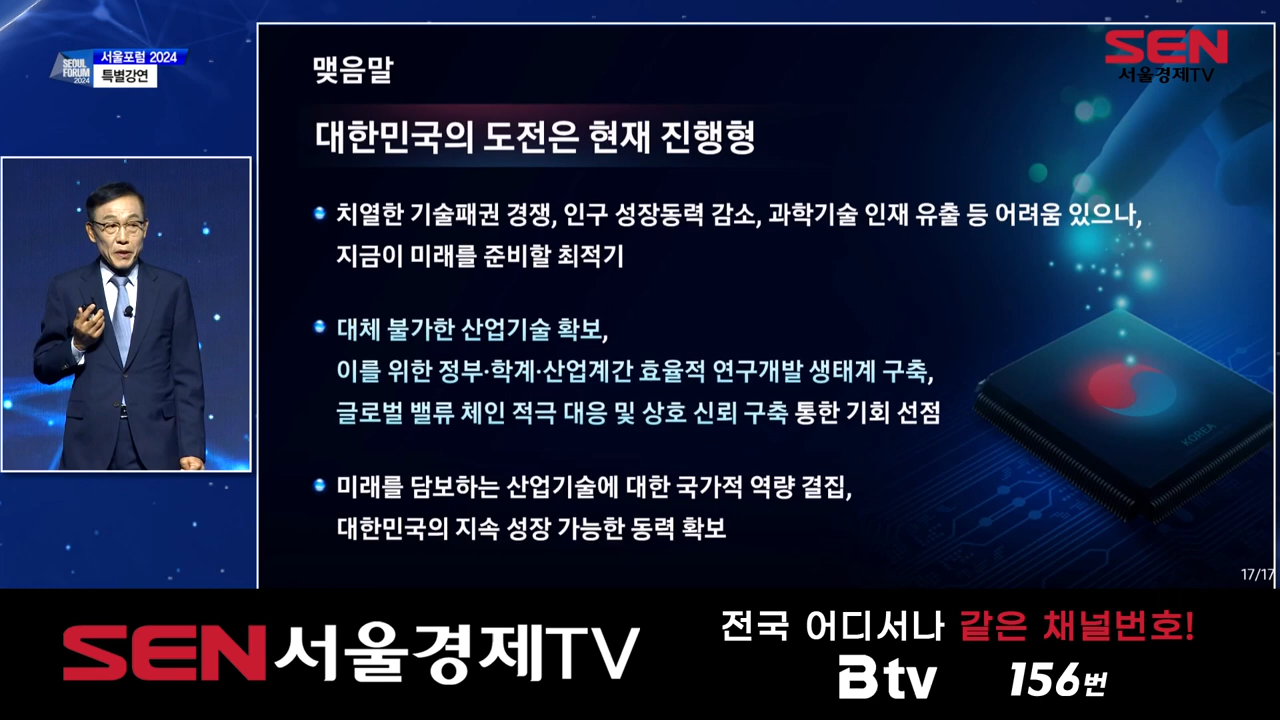 SEOUL
FORUM
2024
서울포럼 2024
특별강연
SEN
서울경제TV
맺음말
대한민국의 도전은 현재 진행형
치열한 기술패권 경쟁, 인구 성장동력 감소, 과학기술 인재 유출 등 어려움 있으나,
지금이 미래를 준비할 최적기
대체 불가한 산업기술 확보,
이를 위한 정부·학계·산업계간 효율적 연구개발 생태계 구축,
글로벌 밸류 체인 적극 대응 및 상호 신뢰 구축 통한 기회 선점
KOREA
미래를 담보하는 산업기술에 대한 국가적 역량 결집,
대한민국의 지속 성장 가능한 동력 확보
17/17
SEN서울경제TV
전국 어디서나 같은 채널번호!
B tv 156번